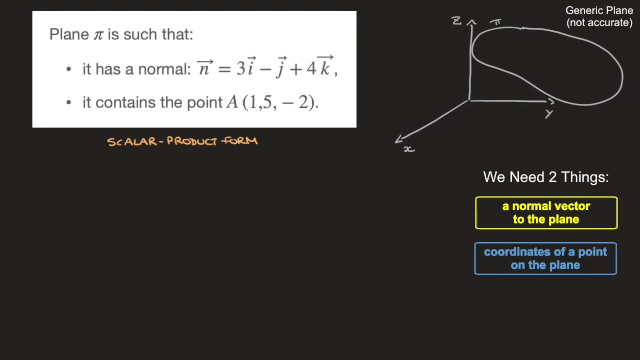 Plane π is such that:
• it has a normal: n⃗ = 3i⃗ − j⃗ + 4k⃗,
• it contains the point A (1,5, − 2).
SCALAR-PRODUCT FORM
Generic Plane
(not accurate)
Z
π
y
x
We Need 2 Things:
a normal vector
to the plane
coordinates of a point
on the plane